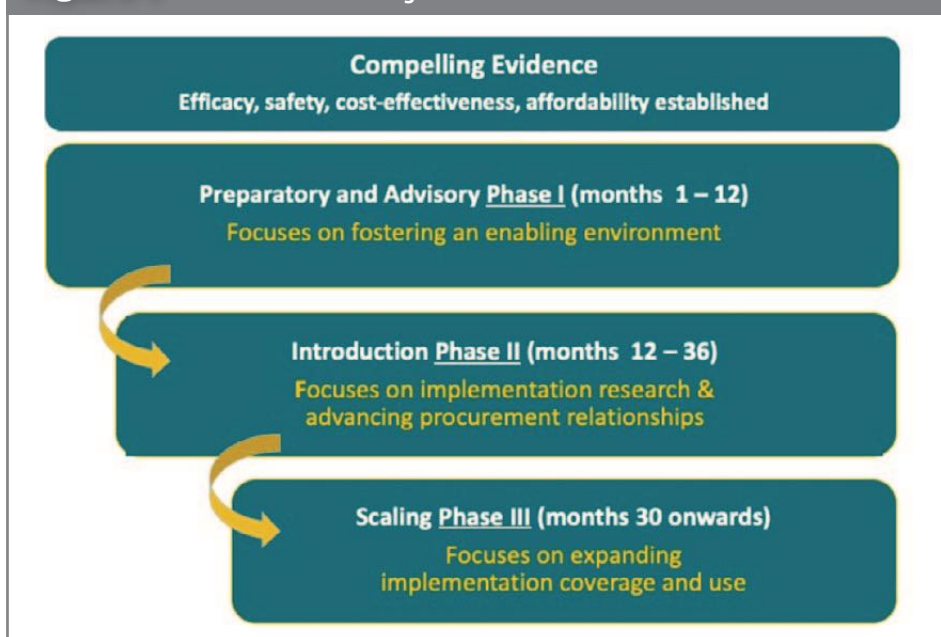 Compelling Evidence
Efficacy, safety, cost-effectiveness, affordability established
Preparatory and Advisory Phase I (months 1 – 12)
Focuses on fostering an enabling environment
Introduction Phase II (months 12 – 36)
Focuses on implementation research &
advancing procurement relationships
Scaling Phase III (months 30 onwards)
Focuses on expanding
implementation coverage and use